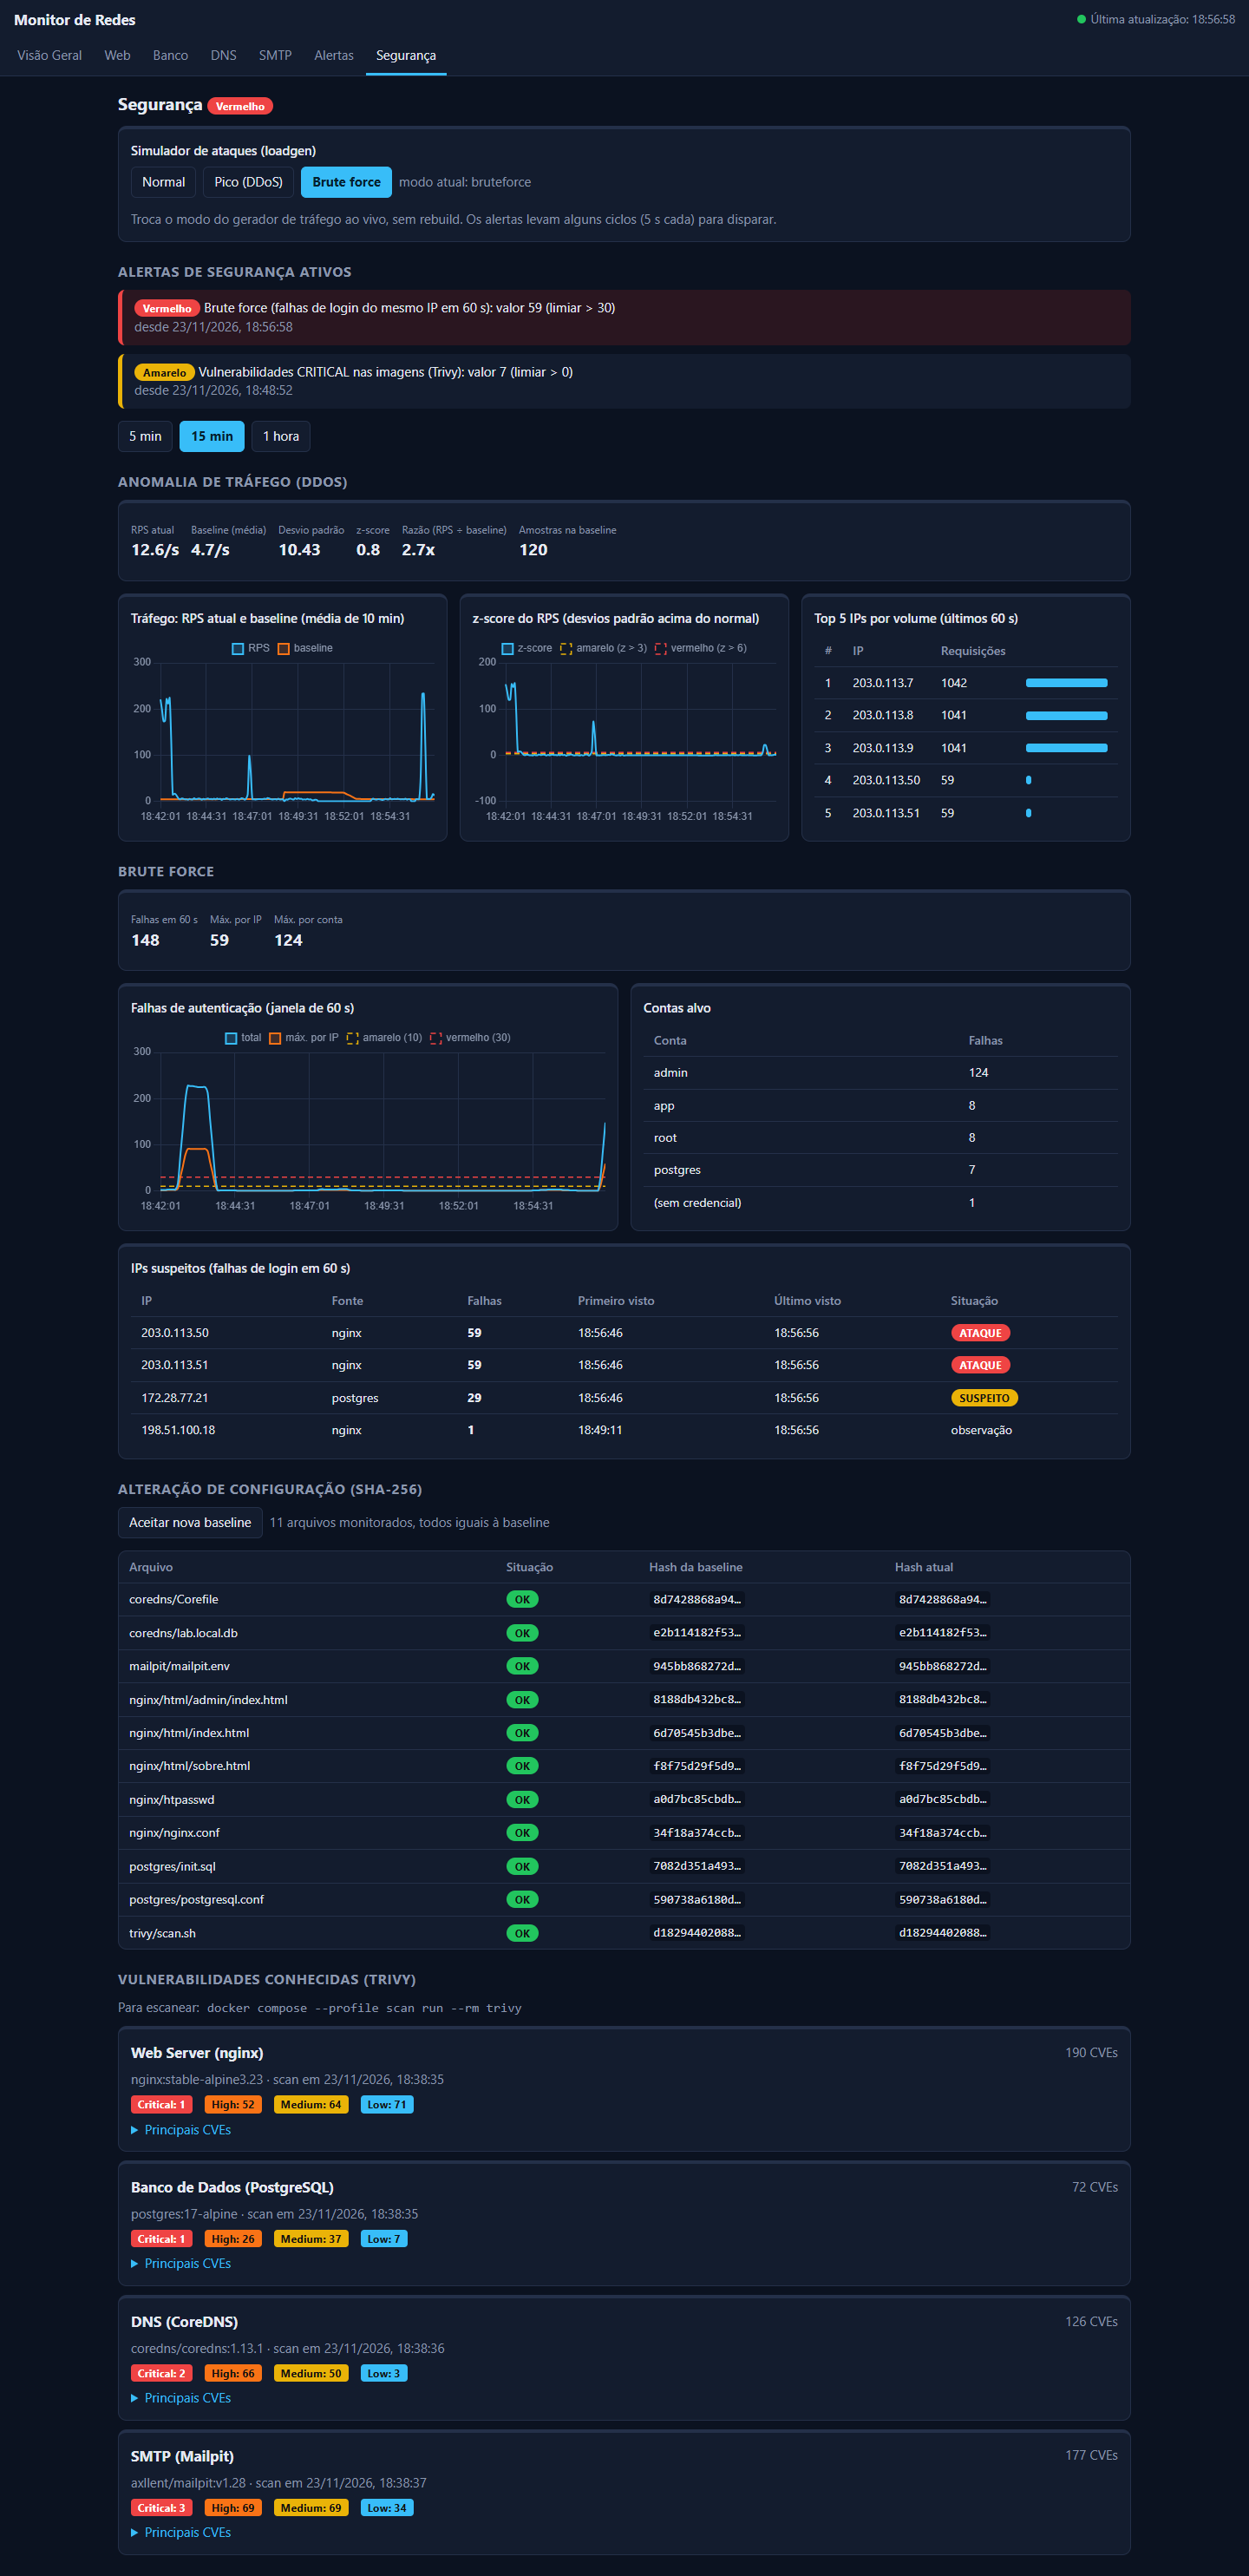 Monitor de Redes
Última atualização: 18:56:58
Visão Geral Web Banco DNS SMTP Alertas Segurança
Segurança Vermelho
Simulador de ataques (loadgen)
Normal Pico (DDoS) Brute force modo atual: bruteforce
Troca o modo do gerador de tráfego ao vivo, sem rebuild. Os alertas levam alguns ciclos (5 s cada) para disparar.
ALERTAS DE SEGURANÇA ATIVOS
Vermelho Brute force (falhas de login do mesmo IP em 60 s): valor 59 (limiar > 30)
desde 23/11/2026, 18:56:58
Amarelo Vulnerabilidades CRITICAL nas imagens (Trivy): valor 7 (limiar > 0)
desde 23/11/2026, 18:48:52
5 min 15 min 1 hora
ANOMALIA DE TRÁFEGO (DDOS)
RPS atual Baseline (média) Desvio padrão z-score Razão (RPS ÷ baseline) Amostras na baseline
12.6/s 4.7/s 10.43 0.8 2.7x 120
Tráfego: RPS atual e baseline (média de 10 min)
RPS baseline
300
200
100
0
18:42:01 18:44:31 18:47:01 18:49:31 18:52:01 18:54:31
z-score do RPS (desvios padrão acima do normal)
z-score amarelo (z > 3) vermelho (z > 6)
200
100
0
-100
18:42:01 18:44:31 18:47:01 18:49:31 18:52:01 18:54:31
Top 5 IPs por volume (últimos 60 s)
# IP Requisições
1 203.0.113.7 1042
2 203.0.113.8 1041
3 203.0.113.9 1041
4 203.0.113.50 59
5 203.0.113.51 59
BRUTE FORCE
Falhas em 60 s Máx. por IP Máx. por conta
148 59 124
Falhas de autenticação (janela de 60 s)
total máx. por IP amarelo (10) vermelho (30)
300
200
100
0
18:42:01 18:44:31 18:47:01 18:49:31 18:52:01 18:54:31
Contas alvo
Conta Falhas
admin 124
app 8
root 8
postgres 7
(sem credencial) 1
IPs suspeitos (falhas de login em 60 s)
IP Fonte Falhas Primeiro visto Último visto Situação
203.0.113.50 nginx 59 18:56:46 18:56:56 ATAQUE
203.0.113.51 nginx 59 18:56:46 18:56:56 ATAQUE
172.28.77.21 postgres 29 18:56:46 18:56:56 SUSPEITO
198.51.100.18 nginx 1 18:49:11 18:56:56 observação
ALTERAÇÃO DE CONFIGURAÇÃO (SHA-256)
Aceitar nova baseline 11 arquivos monitorados, todos iguais à baseline
Arquivo Situação Hash da baseline Hash atual
coredns/Corefile OK 8d7428868a94… 8d7428868a94…
coredns/lab.local.db OK e2b114182f53… e2b114182f53…
mailpit/mailpit.env OK 945bb868272d… 945bb868272d…
nginx/html/admin/index.html OK 8188db432bc8… 8188db432bc8…
nginx/html/index.html OK 6d70545b3dbe… 6d70545b3dbe…
nginx/html/sobre.html OK f8f75d29f5d9… f8f75d29f5d9…
nginx/htpasswd OK a0d7bc85cbdb… a0d7bc85cbdb…
nginx/nginx.conf OK 34f18a374ccb… 34f18a374ccb…
postgres/init.sql OK 7082d351a493… 7082d351a493…
postgres/postgresql.conf OK 590738a6180d… 590738a6180d…
trivy/scan.sh OK d18294402088… d18294402088…
VULNERABILIDADES CONHECIDAS (TRIVY)
Para escanear: docker compose --profile scan run --rm trivy
Web Server (nginx) 190 CVEs
nginx:stable-alpine3.23 · scan em 23/11/2026, 18:38:35
Critical: 1 High: 52 Medium: 64 Low: 71
Principais CVEs
Banco de Dados (PostgreSQL) 72 CVEs
postgres:17-alpine · scan em 23/11/2026, 18:38:35
Critical: 1 High: 26 Medium: 37 Low: 7
Principais CVEs
DNS (CoreDNS) 126 CVEs
coredns/coredns:1.13.1 · scan em 23/11/2026, 18:38:36
Critical: 2 High: 66 Medium: 50 Low: 3
Principais CVEs
SMTP (Mailpit) 177 CVEs
axllent/mailpit:v1.28 · scan em 23/11/2026, 18:38:37
Critical: 3 High: 69 Medium: 69 Low: 34
Principais CVEs